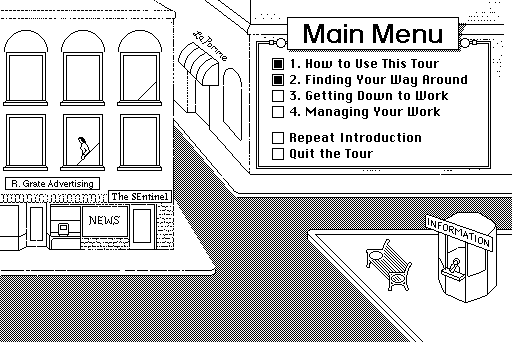 Main Menu
La Pomme
1. How to Use This Tour
2. Finding Your Way Around
3. Getting Down to Work
4. Managing Your Work
Repeat Introduction
Quit the Tour
R. Grate Advertising
The SEntinel
NEWS
INFORMATION